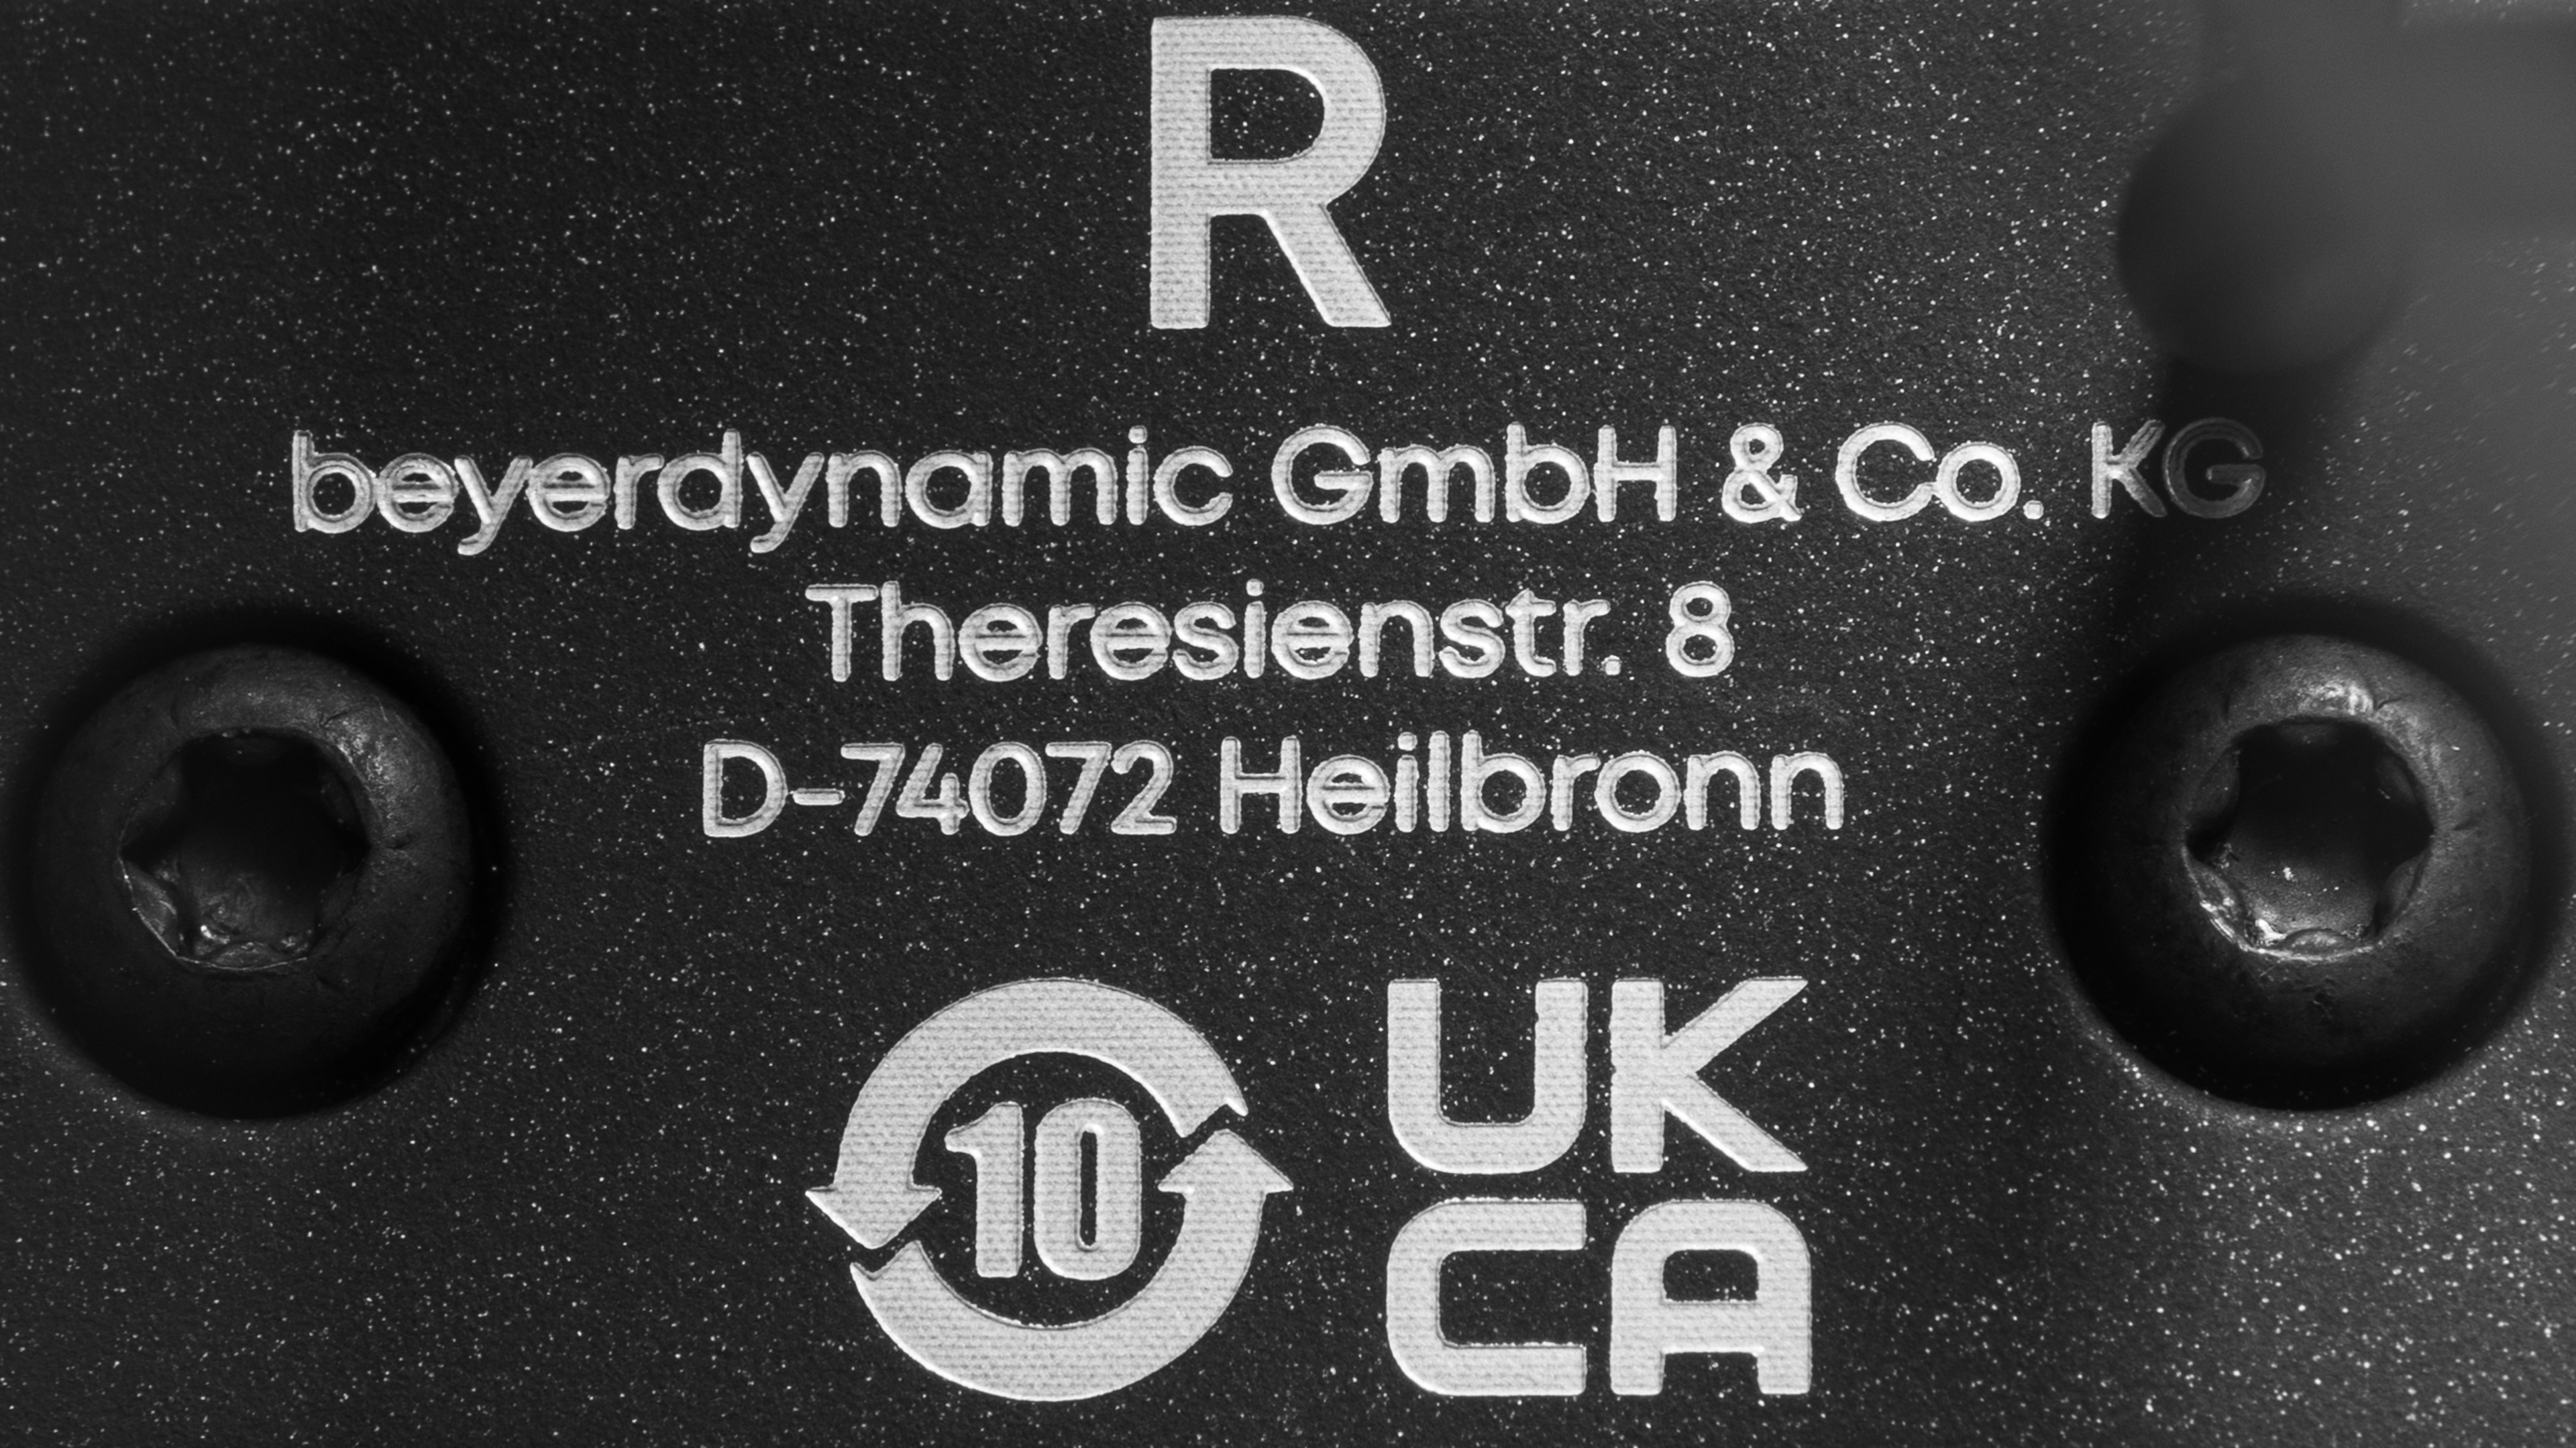 R
beyerdynamic GmbH & Co. KG
Theresienstr. 8
D-74072 Heilbronn
10
UK
CA